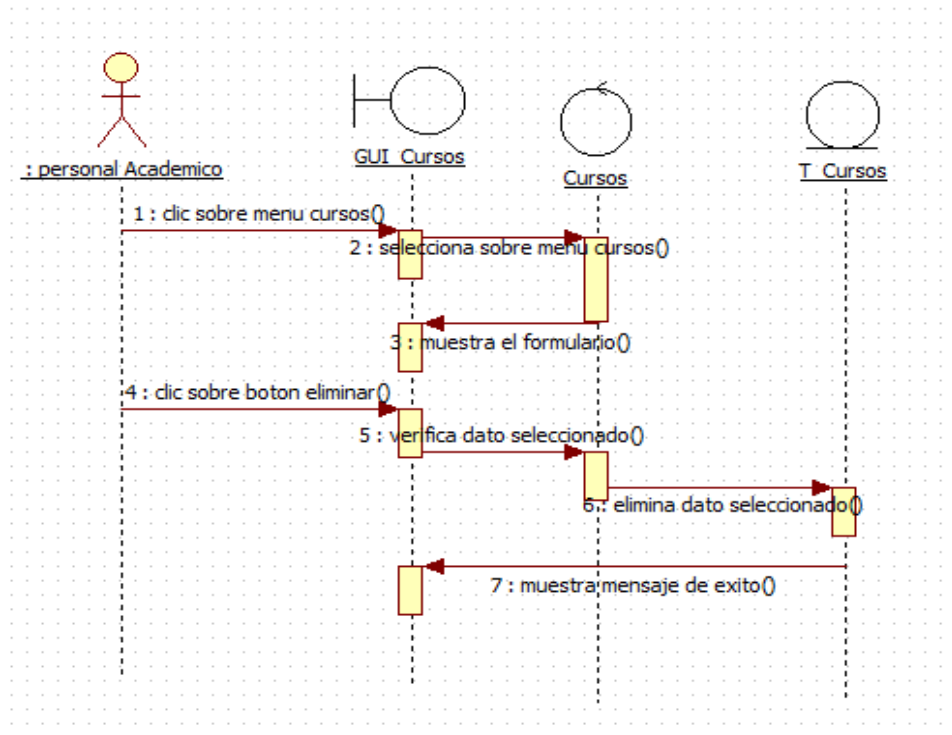 : personal Academico
GUI_Cursos
Cursos
T_Cursos
1 : clic sobre menu cursos()
2 : selecciona sobre menu cursos()
3 : muestra el formulario()
4 : clic sobre boton eliminar()
5 : verifica dato seleccionado()
6 : elimina dato seleccionado()
7 : muestra mensaje de exito()